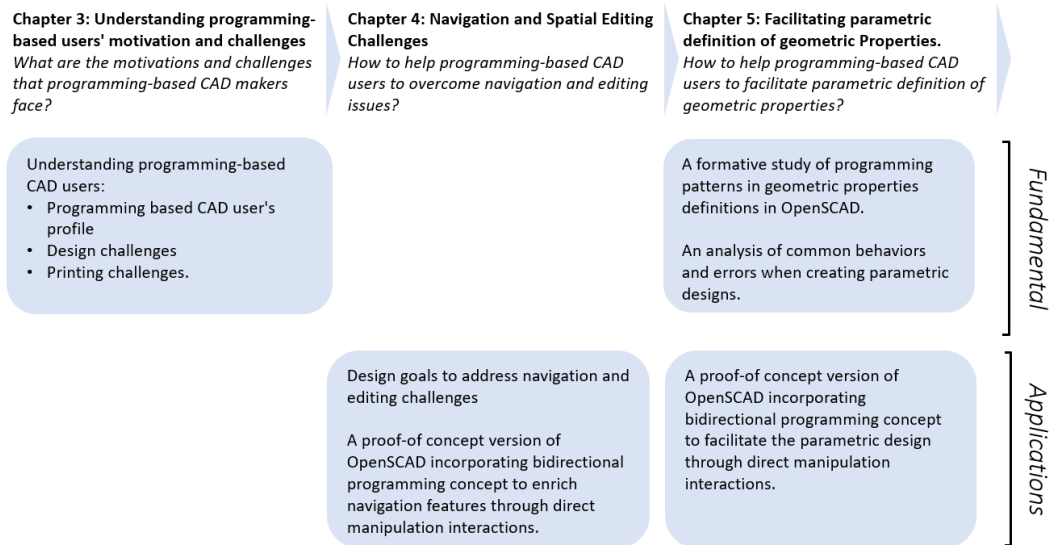 Chapter 3: Understanding programming-
based users' motivation and challenges
What are the motivations and challenges
that programming-based CAD makers
face?
Chapter 4: Navigation and Spatial Editing
Challenges
How to help programming-based CAD
users to overcome navigation and editing
issues?
Chapter 5: Facilitating parametric
definition of geometric Properties.
How to help programming-based CAD
users to facilitate parametric definition of
geometric properties?
Understanding programming-based
CAD users:
• Programming based CAD user's
profile
• Design challenges
• Printing challenges.
A formative study of programming
patterns in geometric properties
definitions in OpenSCAD.
An analysis of common behaviors
and errors when creating parametric
designs.
Fundamental
Design goals to address navigation and
editing challenges
A proof-of concept version of
OpenSCAD incorporating bidirectional
programming concept to enrich
navigation features through direct
manipulation interactions.
A proof-of concept version of
OpenSCAD incorporating
bidirectional programming concept
to facilitate the parametric design
through direct manipulation
interactions.
Applications